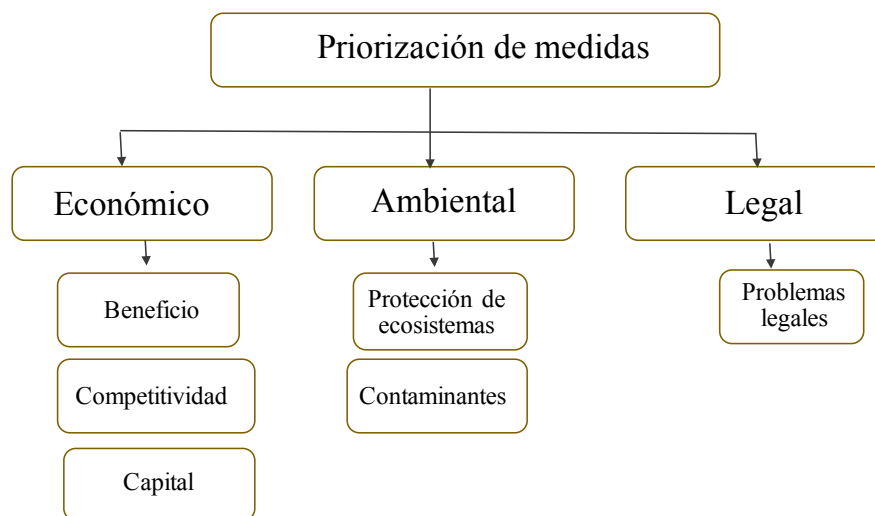 Priorización de medidas
Económico
Ambiental
Legal
Beneficio
Protección de
ecosistemas
Problemas
legales
Competitividad
Contaminantes
Capital